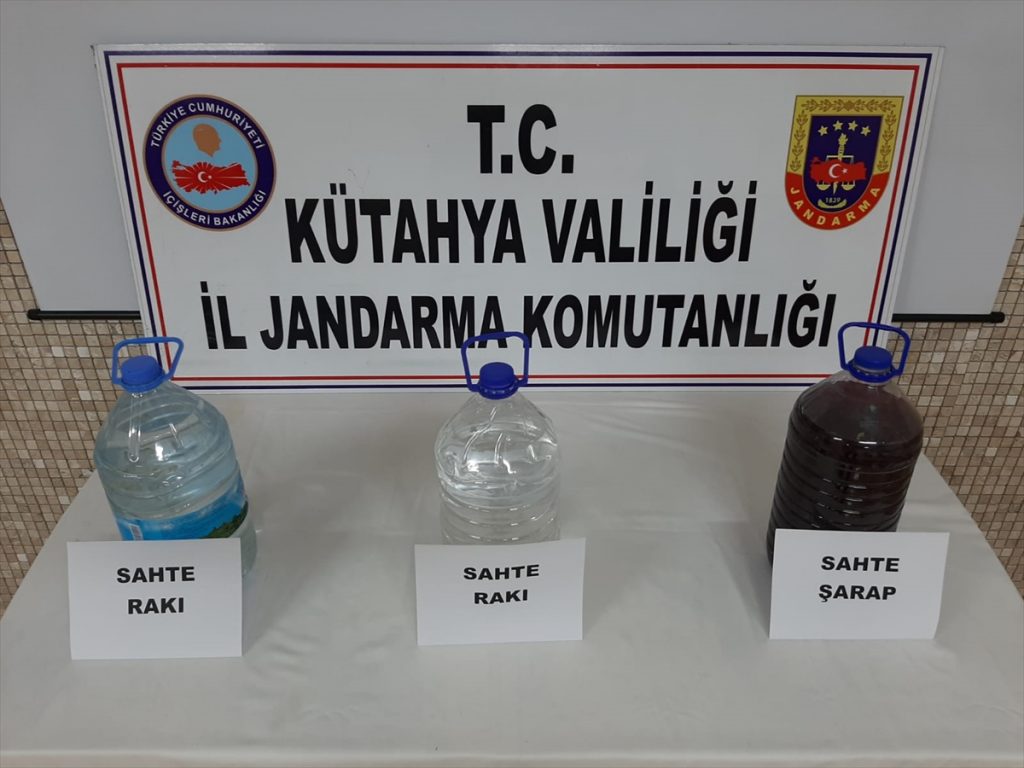 T.C.
KÜTAHYA VALİLİĞİ
İL JANDARMA KOMUTANLIĞI
TÜRKİYE CUMHURİYETİ
İÇİŞLERİ BAKANLIĞI
1839
JANDARMA
SAHTE
RAKI
SAHTE
RAKI
SAHTE
ŞARAP